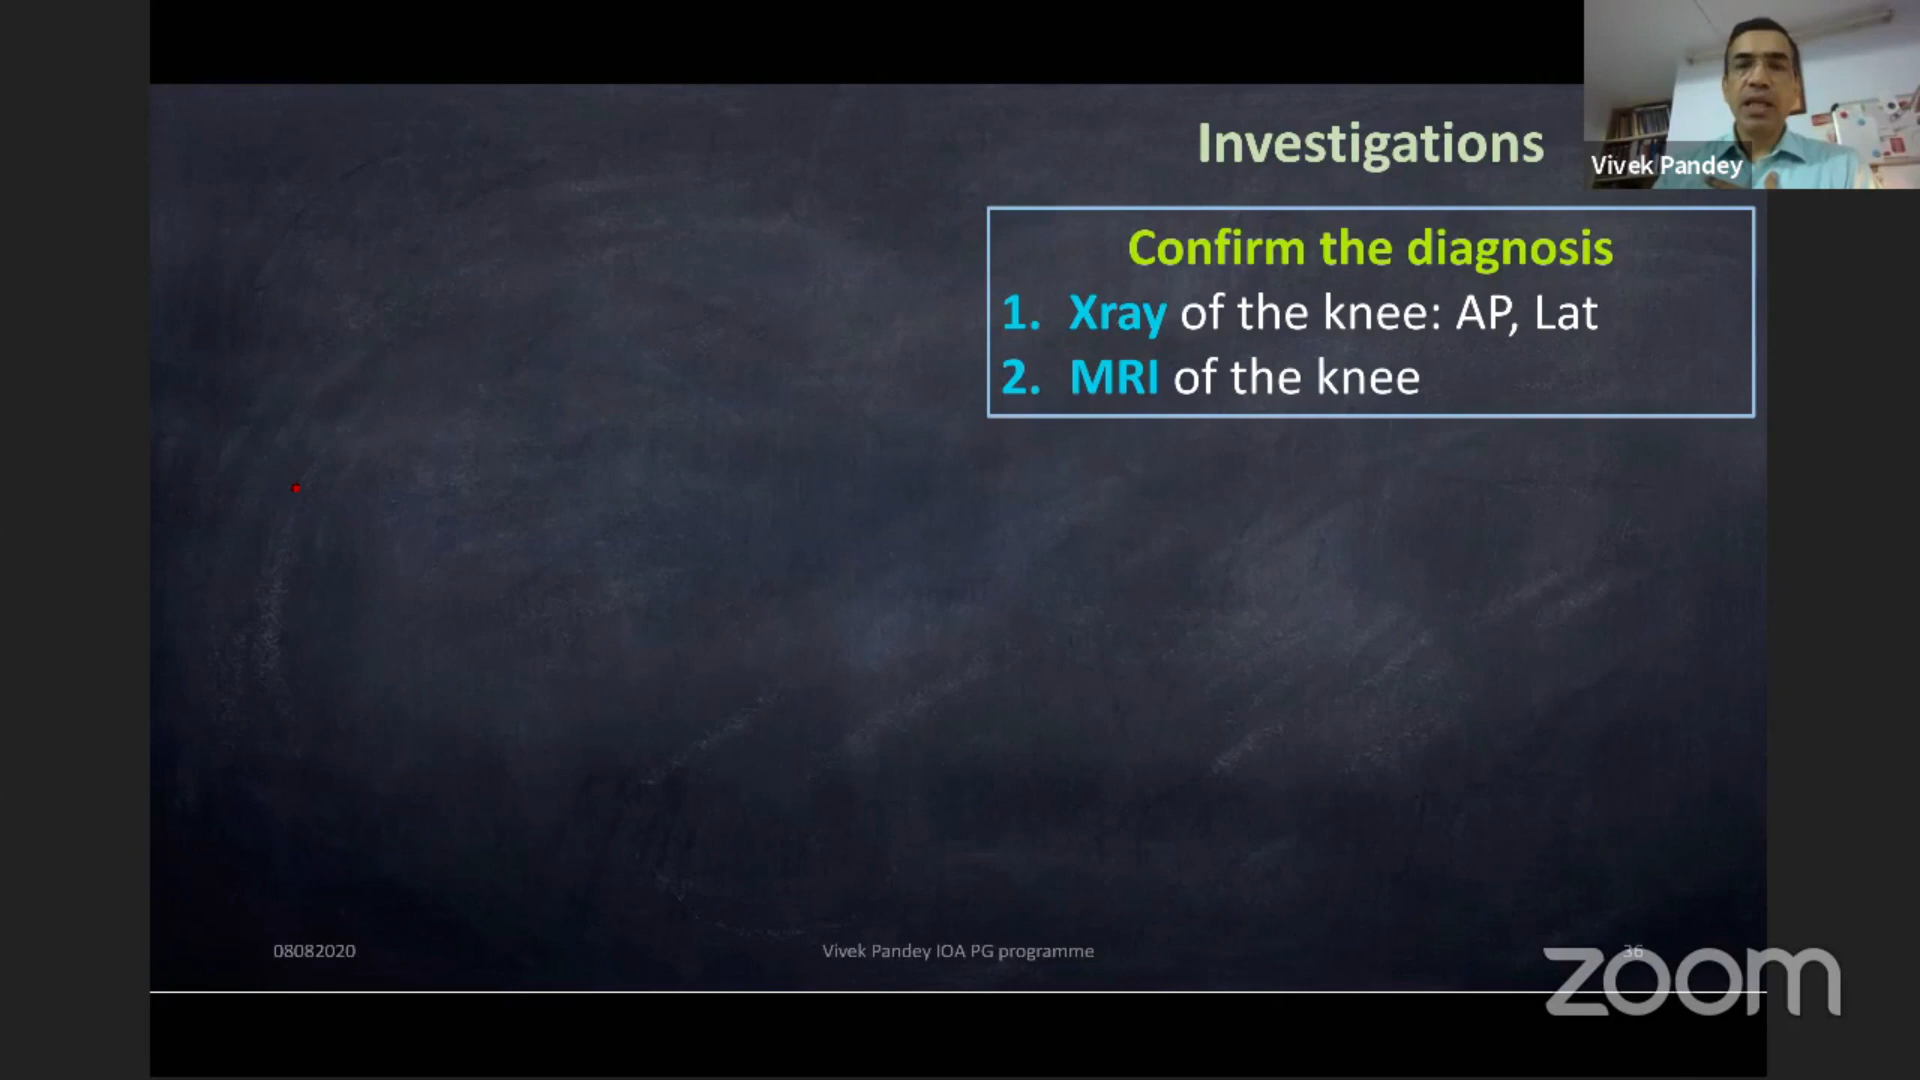 Investigations
Vivek Pandey
Confirm the diagnosis
1. Xray of the knee: AP, Lat
2. MRI of the knee
08082020
Vivek Pandey IOA PG programme
36
zoom